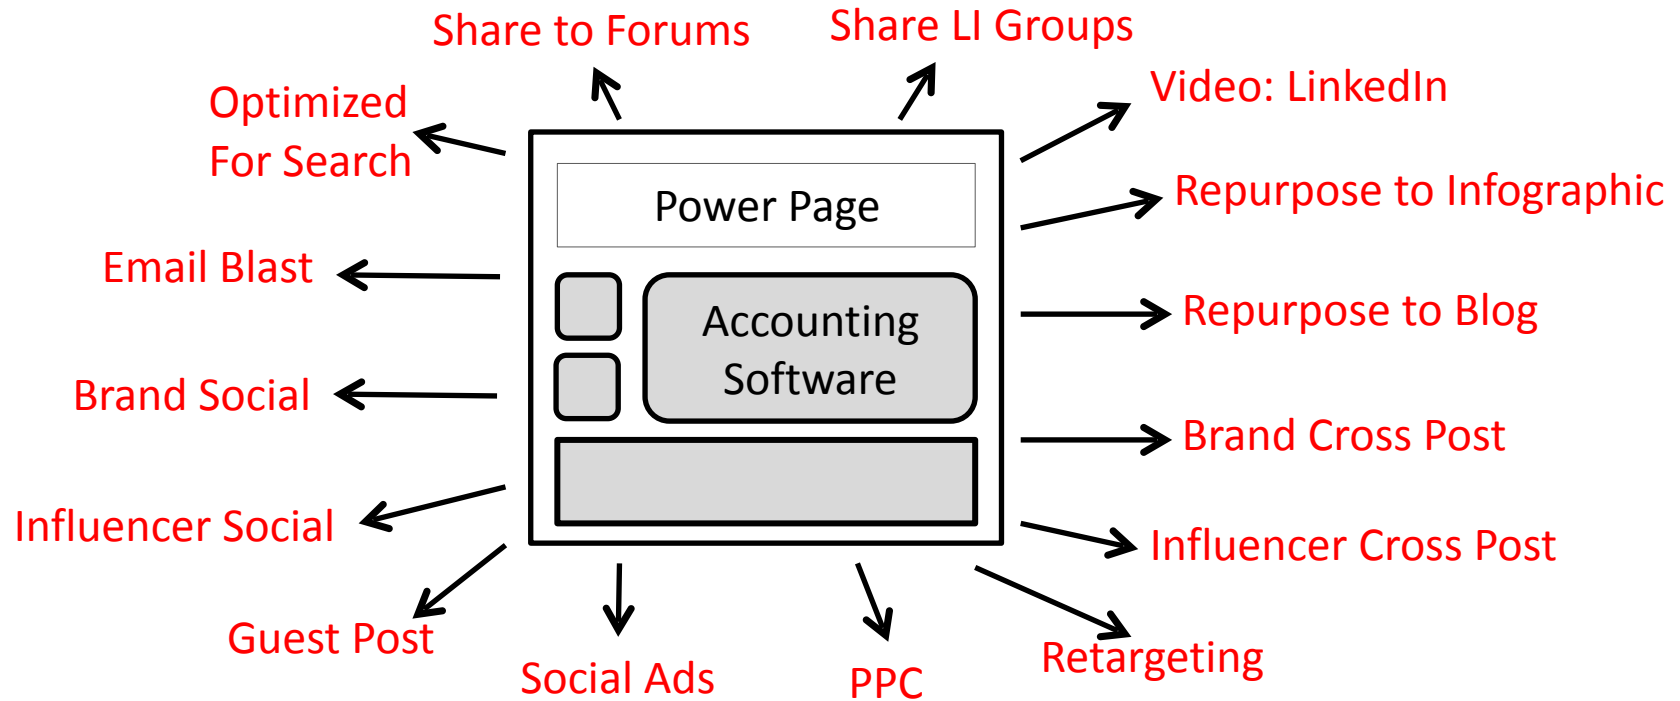 Share to Forums
Share LI Groups
Optimized
For Search
Video: LinkedIn
Power Page
Repurpose to Infographic
Email Blast
Accounting
Software
Repurpose to Blog
Brand Social
Brand Cross Post
Influencer Social
Influencer Cross Post
Guest Post
Social Ads
PPC
Retargeting